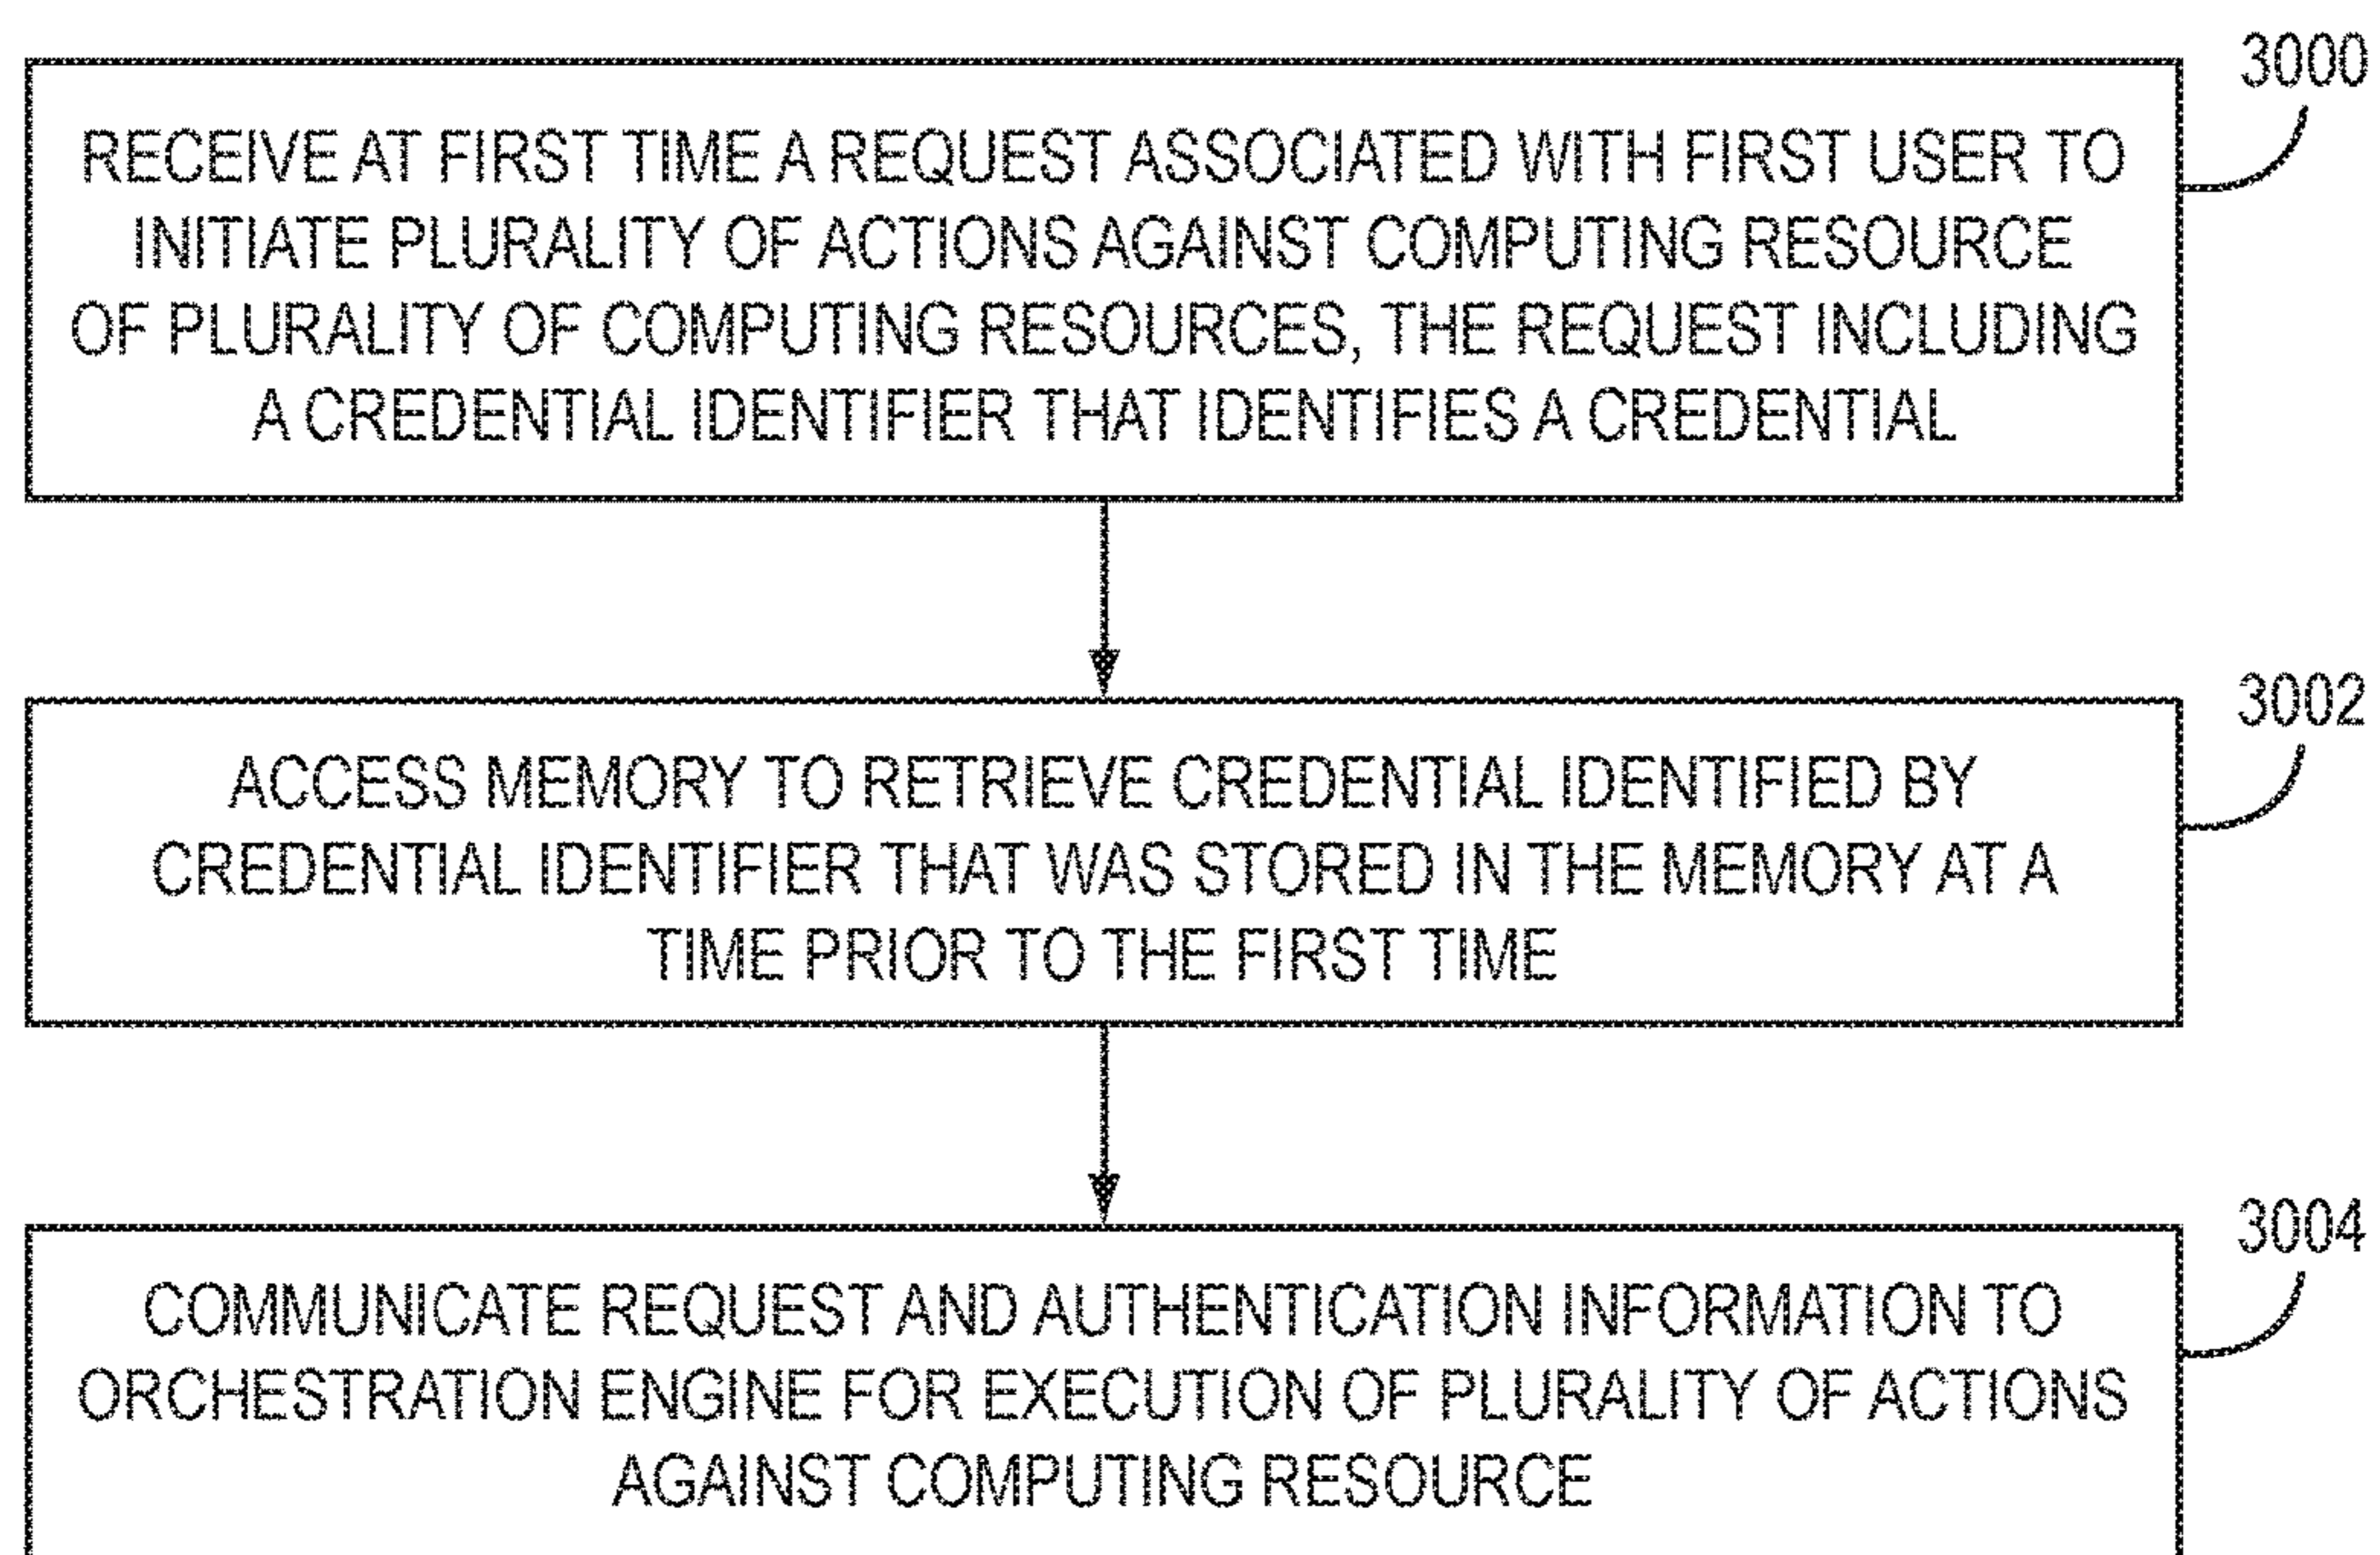 3000
RECEIVE AT FIRST TIME A REQUEST ASSOCIATED WITH FIRST USER TO
INITIATE PLURALITY OF ACTIONS AGAINST COMPUTING RESOURCE
OF PLURALITY OF COMPUTING RESOURCES, THE REQUEST INCLUDING
A CREDENTIAL IDENTIFIER THAT IDENTIFIES A CREDENTIAL
3002
ACCESS MEMORY TO RETRIEVE CREDENTIAL IDENTIFIED BY
CREDENTIAL IDENTIFIER THAT WAS STORED IN THE MEMORY AT A
TIME PRIOR TO THE FIRST TIME
3004
COMMUNICATE REQUEST AND AUTHENTICATION INFORMATION TO
ORCHESTRATION ENGINE FOR EXECUTION OF PLURALITY OF ACTIONS
AGAINST COMPUTING RESOURCE